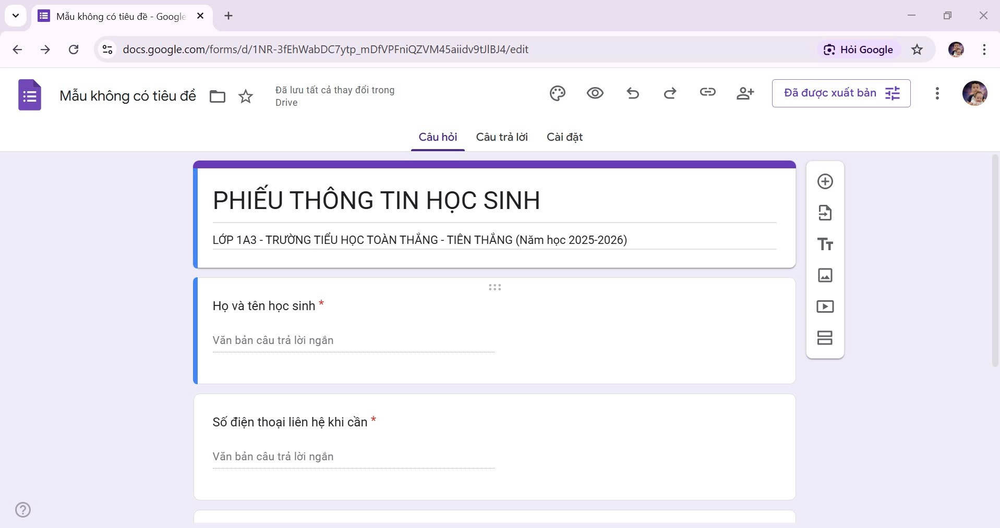 Mẫu không có tiêu đề - Google
docs.google.com/forms/d/1NR-3fEhWabDC7ytp_mDfVPFniQZVM45aiidv9tJlBJ4/edit
Hỏi Google
Mẫu không có tiêu đề
Đã lưu tất cả thay đổi trong
Drive
Đã được xuất bản
Câu hỏi
Câu trả lời
Cài đặt
PHIẾU THÔNG TIN HỌC SINH
LỚP 1A3 - TRƯỜNG TIỂU HỌC TOÀN THẮNG - TIÊN THẮNG (Năm học 2025-2026)
Họ và tên học sinh *
Văn bản câu trả lời ngắn
Số điện thoại liên hệ khi cần *
Văn bản câu trả lời ngắn